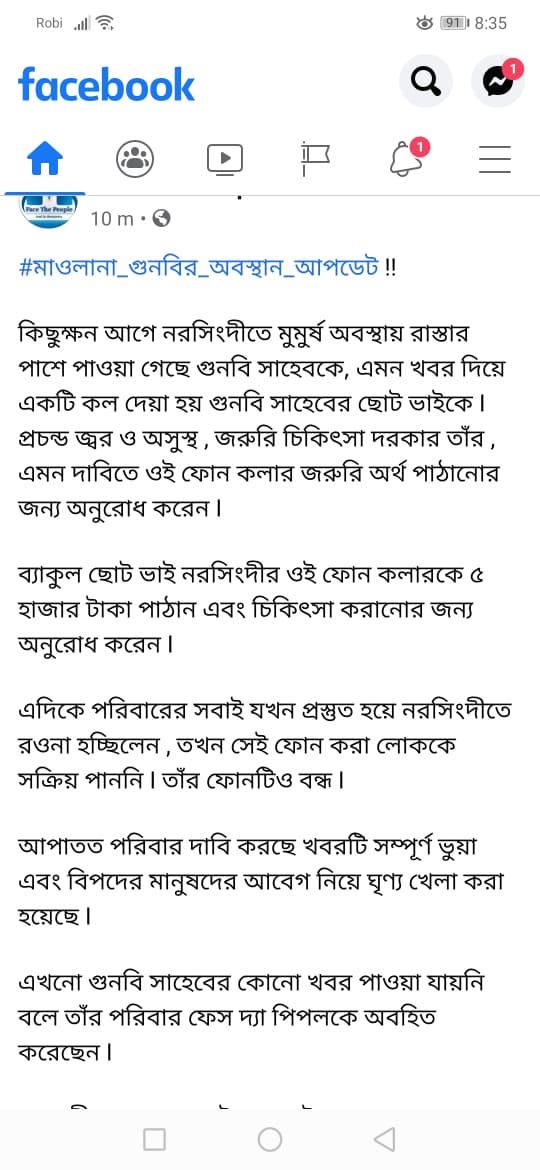 Robi 91 8:35
facebook
1
1
Face The People
10 m
#মাওলানা_গুনবির_অবস্থান_আপডেট !!
কিছুক্ষন আগে নরসিংদীতে মুমুর্ষ অবস্থায় রাস্তার
পাশে পাওয়া গেছে গুনবি সাহেবকে, এমন খবর দিয়ে
একটি কল দেয়া হয় গুনবি সাহেবের ছোট ভাইকে।
প্রচন্ড জ্বর ও অসুস্থ , জরুরি চিকিৎসা দরকার তাঁর ,
এমন দাবিতে ওই ফোন কলার জরুরি অর্থ পাঠানোর
জন্য অনুরোধ করেন।
ব্যাকুল ছোট ভাই নরসিংদীর ওই ফোন কলারকে ৫
হাজার টাকা পাঠান এবং চিকিৎসা করানোর জন্য
অনুরোধ করেন।
এদিকে পরিবারের সবাই যখন প্রস্তুত হয়ে নরসিংদীতে
রওনা হচ্ছিলেন , তখন সেই ফোন করা লোককে
সক্রিয় পাননি। তাঁর ফোনটিও বন্ধ।
আপাতত পরিবার দাবি করছে খবরটি সম্পূর্ণ ভুয়া
এবং বিপদের মানুষদের আবেগ নিয়ে ঘৃণ্য খেলা করা
হয়েছে।
এখনো গুনবি সাহেবের কোনো খবর পাওয়া যায়নি
বলে তাঁর পরিবার ফেস দ্যা পিপলকে অবহিত
করেছেন।